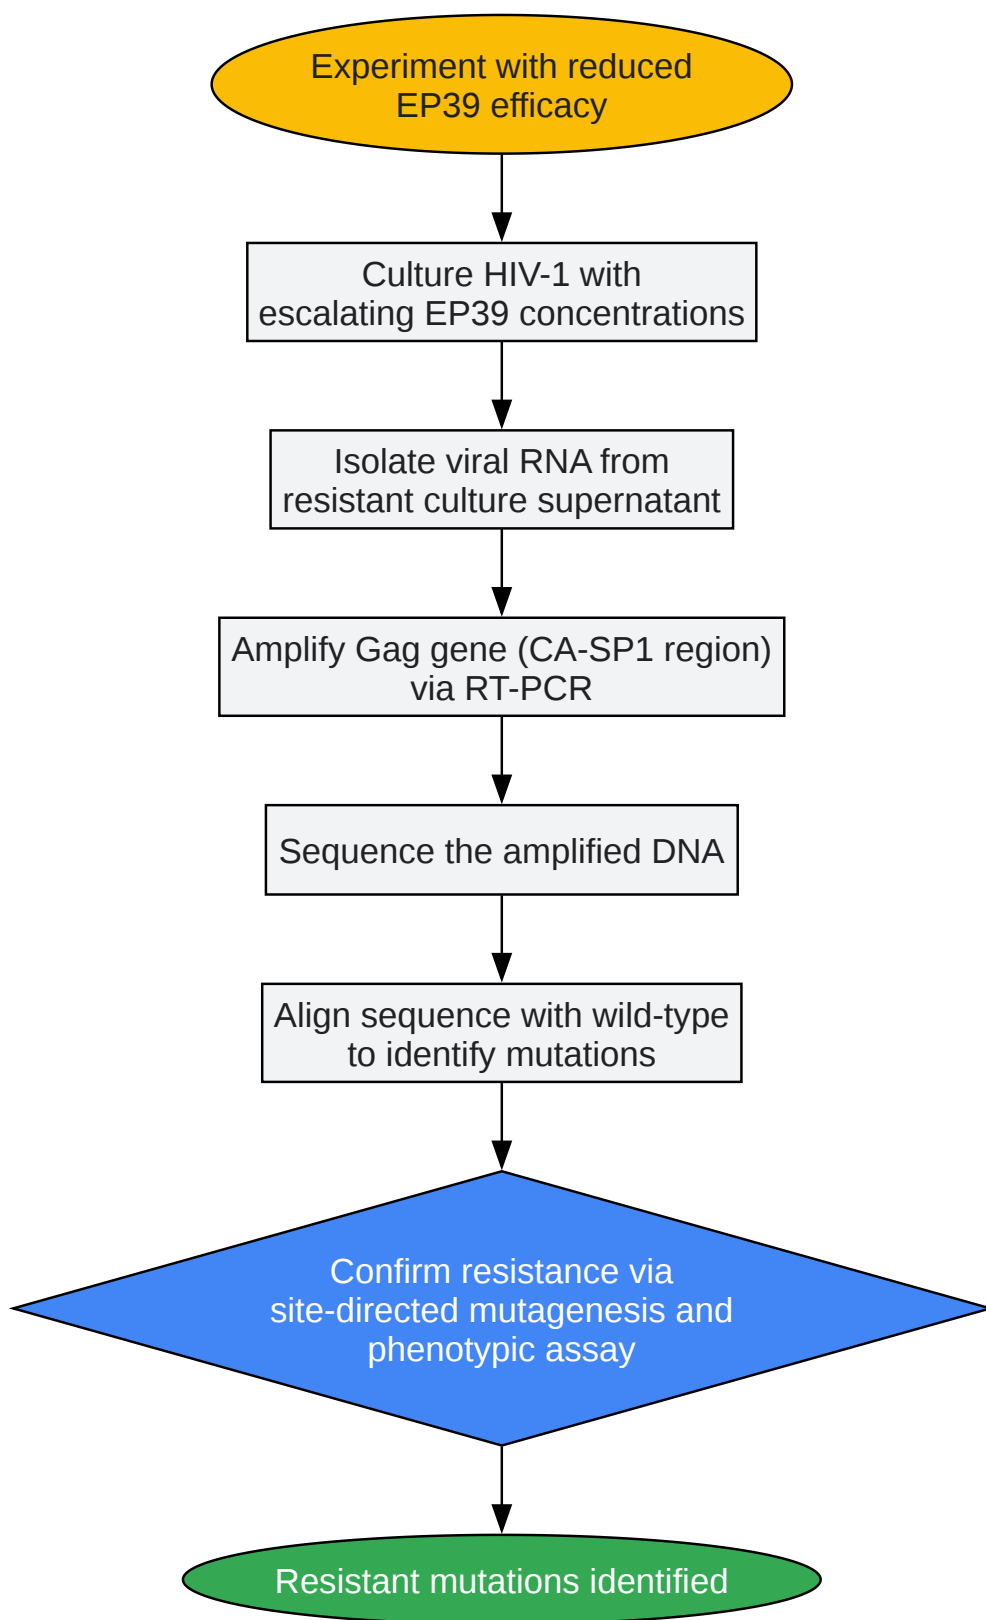 Experiment with reduced
EP39 efficacy
Culture HIV-1 with
escalating EP39 concentrations
Isolate viral RNA from
resistant culture supernatant
Amplify Gag gene (CA-SP1 region)
via RT-PCR
Sequence the amplified DNA
Align sequence with wild-type
to identify mutations
Confirm resistance via
site-directed mutagenesis and
phenotypic assay
Resistant mutations identified